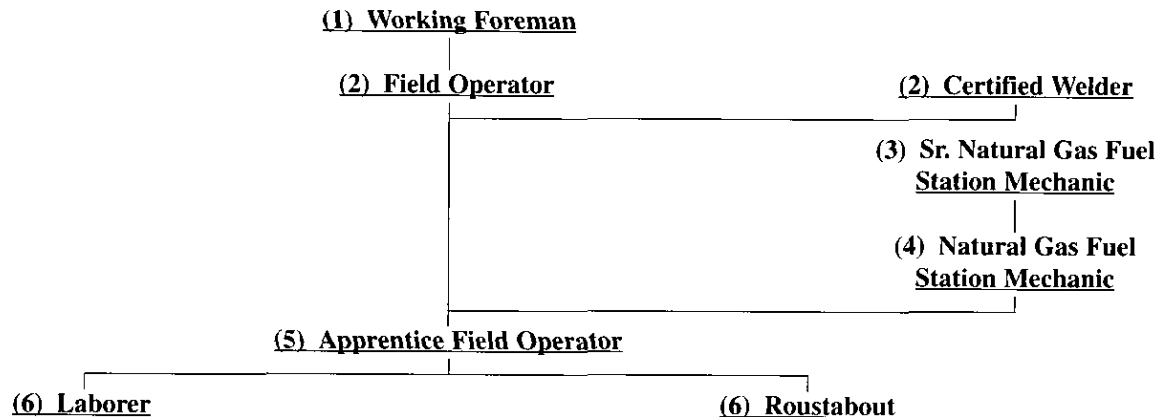 (1) Working Foreman
(2) Field Operator
(2) Certified Welder
(3) Sr. Natural Gas Fuel
Station Mechanic
(4) Natural Gas Fuel
Station Mechanic
(5) Apprentice Field Operator
(6) Laborer
(6) Roustabout